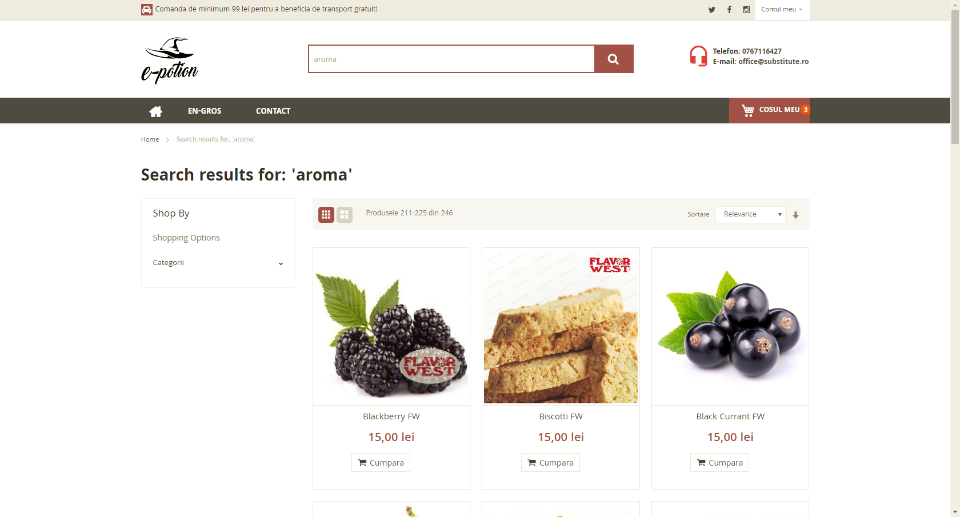 Comanda de minimum 99 lei pentru a beneficia de transport gratuit!
Contul meu
e-potion
aroma
Telefon: 0767116427
E-mail: office@substitute.ro
EN-GROS
CONTACT
COSUL MEU 3
Home
Search results for: 'aroma'
Search results for: 'aroma'
Shop By
Shopping Options
Categorii
Produsele 211-225 din 246
Sortare
Relevance
FLAVOR WEST
FLAVOR
WEST
Blackberry FW
Biscotti FW
Black Currant FW
15,00 lei
15,00 lei
15,00 lei
Cumpara
Cumpara
Cumpara